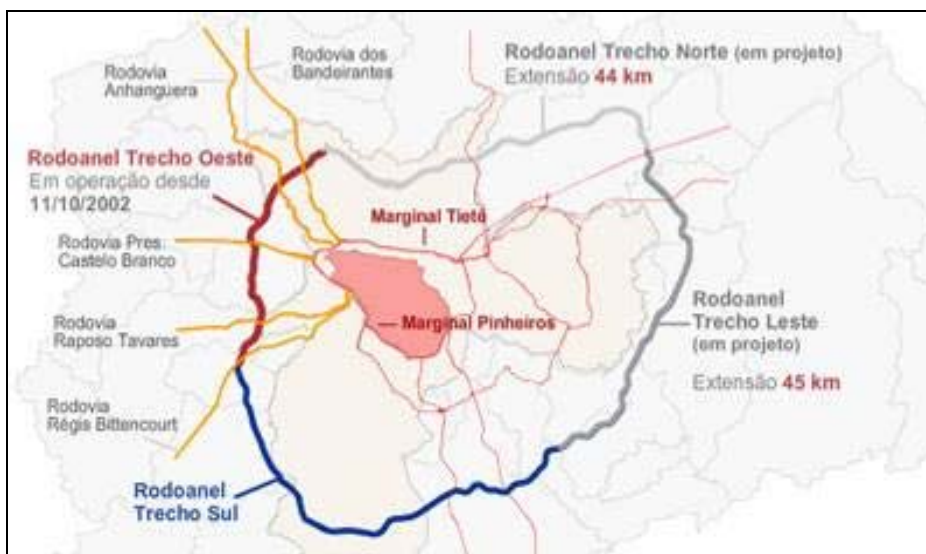 Rodovia dos
Bandeirantes
Rodoanel Trecho Norte (em projeto)
Extensão 44 km
Rodovia
Anhanguera
Rodoanel Trecho Oeste
Em operação desde
11/10/2002
Marginal Tietê
Rodovia Pres.
Castelo Branco
Rodoanel
Trecho Leste
(em projeto)
Extensão 45 km
Marginal Pinheiros
Rodovia
Raposo Tavares
Rodovia
Régis Bittencourt
Rodoanel
Trecho Sul